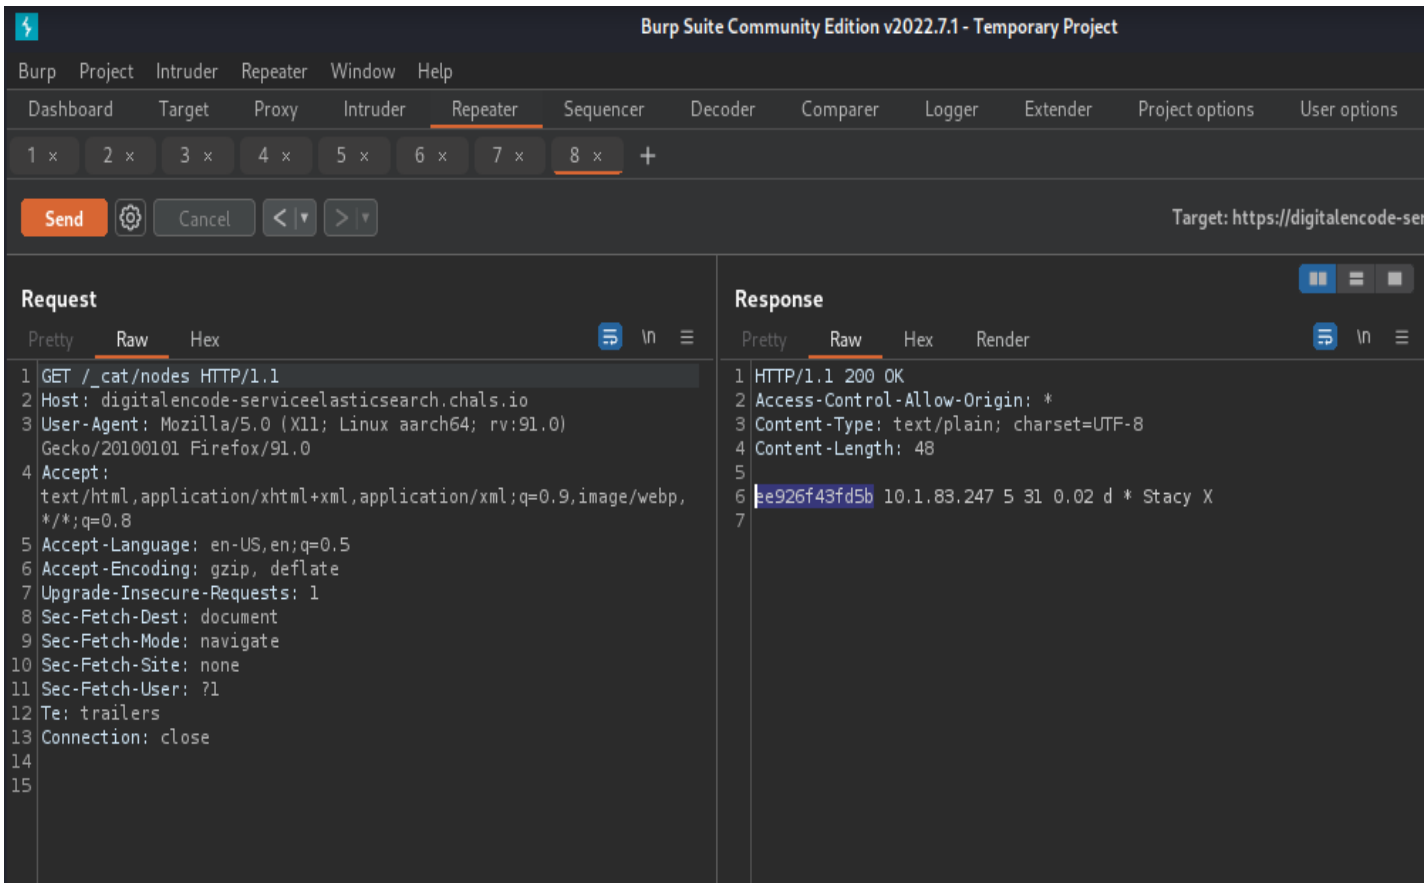 Burp Suite Community Edition v2022.7.1 - Temporary Project
Burp Project Intruder Repeater Window Help
Dashboard Target Proxy Intruder Repeater Sequencer Decoder Comparer Logger Extender Project options User options
1 × 2 × 3 × 4 × 5 × 6 × 7 × 8 × +
Send Cancel < > Target: https://digitalencode-ser
Request
Pretty Raw Hex \n
1 GET /_cat/nodes HTTP/1.1
2 Host: digitalencode-serviceelasticsearch.chals.io
3 User-Agent: Mozilla/5.0 (X11; Linux aarch64; rv:91.0)
Gecko/20100101 Firefox/91.0
4 Accept:
text/html,application/xhtml+xml,application/xml;q=0.9,image/webp,
*/*;q=0.8
5 Accept-Language: en-US,en;q=0.5
6 Accept-Encoding: gzip, deflate
7 Upgrade-Insecure-Requests: 1
8 Sec-Fetch-Dest: document
9 Sec-Fetch-Mode: navigate
10 Sec-Fetch-Site: none
11 Sec-Fetch-User: ?1
12 Te: trailers
13 Connection: close
14
15
Response
Pretty Raw Hex Render \n
1 HTTP/1.1 200 OK
2 Access-Control-Allow-Origin: *
3 Content-Type: text/plain; charset=UTF-8
4 Content-Length: 48
5
6 ee926f43fd5b 10.1.83.247 5 31 0.02 d * Stacy X
7